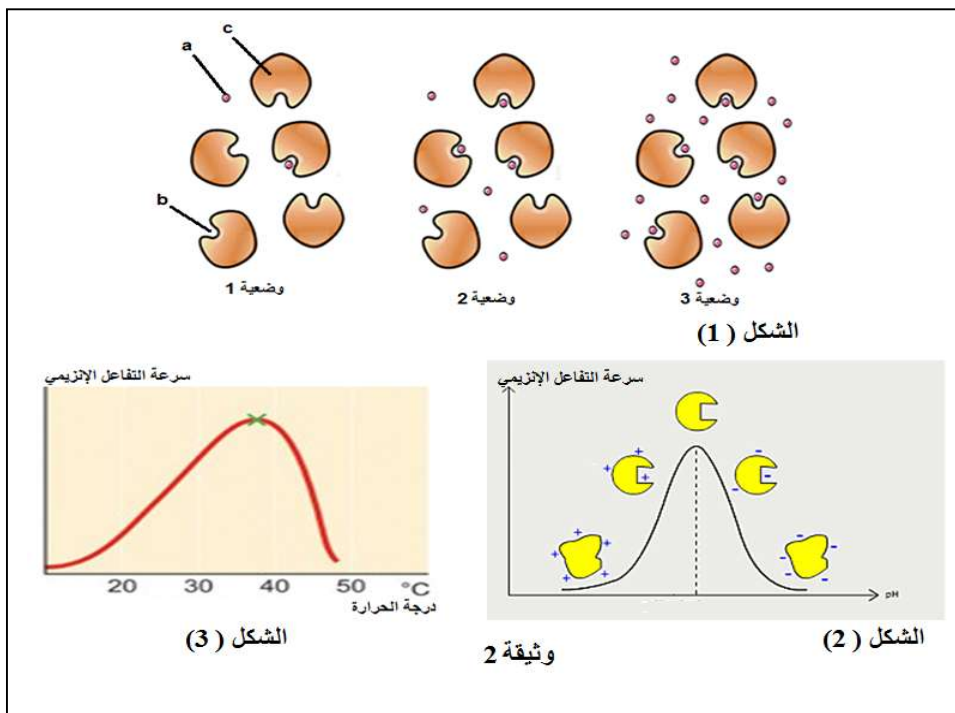 c
a
b
وضعية 1
وضعية 2
وضعية 3
الشكل ( 1)
سرعة التفاعل الإنزيمي
20 30 40 50 °C
درجة الحرارة
الشكل ( 3)
سرعة التفاعل الإنزيمي
+ + + + + + +
- - - - - - - -
pH
الشكل ( 2)
وثيقة 2